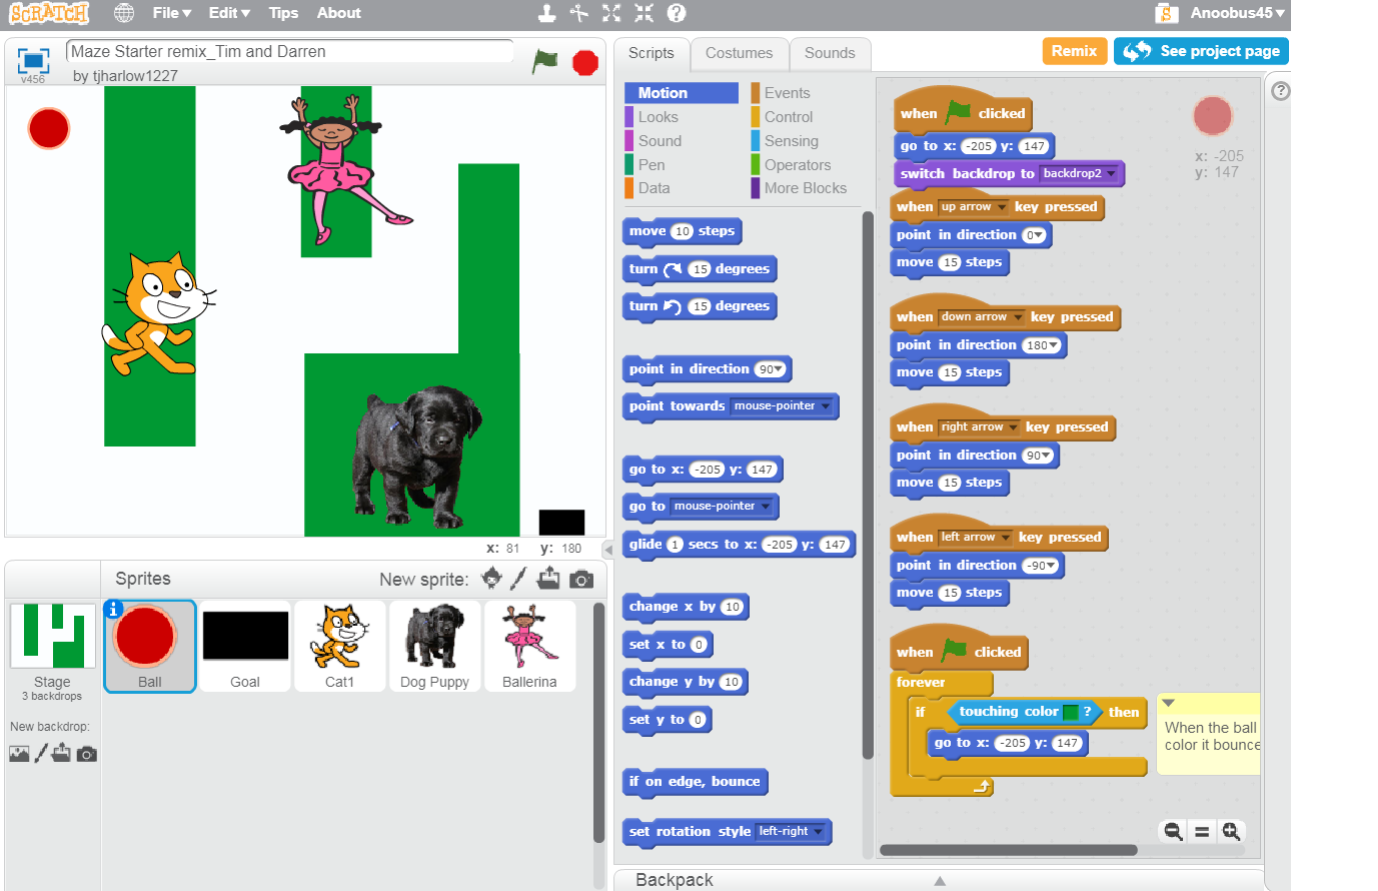 SCRATCH File▼ Edit▼ Tips About S Anoobus45▼
Maze Starter remix_Tim and Darren
by tjharlow1227
v456
x: 81 y: 180
Sprites New sprite:
Stage
3 backdrops
New backdrop:
i
Ball
Goal
Cat1
Dog Puppy
Ballerina
Scripts Costumes Sounds
Remix See project page
?
Motion Events
Looks Control
Sound Sensing
Pen Operators
Data More Blocks
move 10 steps
turn 15 degrees
turn 15 degrees
point in direction 90▼
point towards mouse-pointer
go to x: -205 y: 147
go to mouse-pointer
glide 1 secs to x: -205 y: 147
change x by 10
set x to 0
change y by 10
set y to 0
if on edge, bounce
set rotation style left-right
when clicked
go to x: -205 y: 147
switch backdrop to backdrop2
when up arrow key pressed
point in direction 0▼
move 15 steps
when down arrow key pressed
point in direction 180▼
move 15 steps
when right arrow key pressed
point in direction 90▼
move 15 steps
when left arrow key pressed
point in direction -90▼
move 15 steps
when clicked
forever
if touching color ? then
go to x: -205 y: 147
When the ball
color it bounce
x: -205
y: 147
Backpack